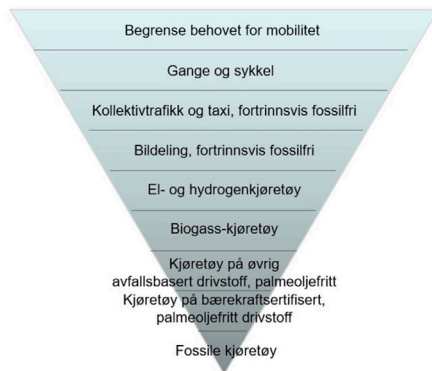 Begrense behovet for mobilitet
Gange og sykkel
Kollektivtrafikk og taxi, fortrinnsvis fossilfri
Bildeling, fortrinnsvis fossilfri
El- og hydrogenkjøretøy
Biogass-kjøretøy
Kjøretøy på øvrig
avfallsbasert drivstoff, palmeoljefritt
Kjøretøy på bærekraftsertifisert,
palmeoljefritt drivstoff
Fossile kjøretøy